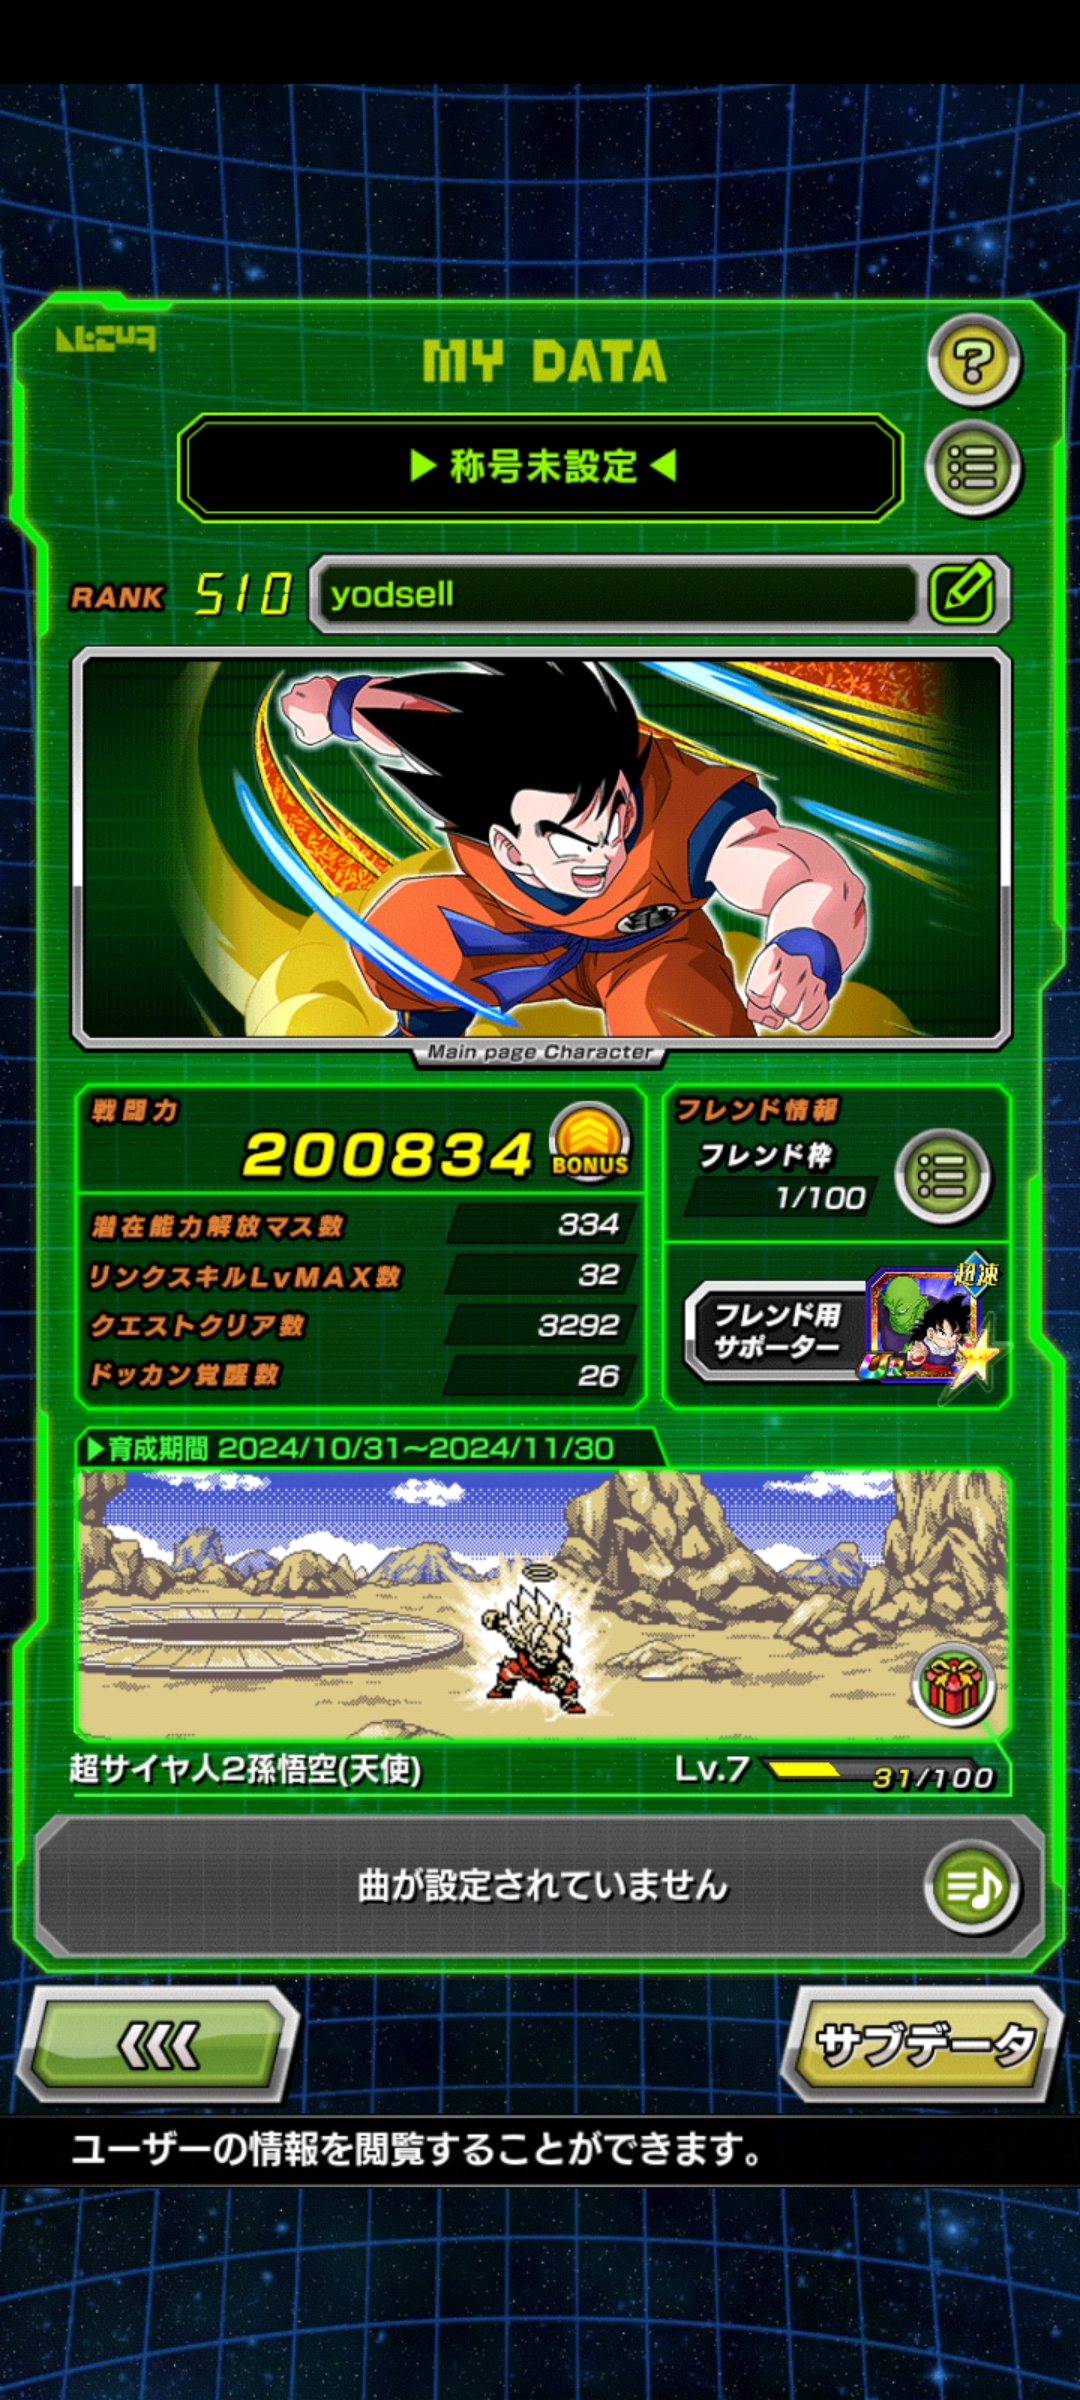 MY DATA
?
▶称号未設定◀
RANK 510 yodsell
Main page Character
戦闘力
200834
BONUS
潜在能力解放マス数 334
リンクスキルLvMAX数 32
クエストクリア数 3292
ドッカン覚醒数 26
フレンド情報
フレンド枠
1/100
フレンド用
サポーター
超速
UR
▶育成期間 2024/10/31～2024/11/30
超サイヤ人2孫悟空(天使) Lv.7 31/100
曲が設定されていません
サブデータ
ユーザーの情報を閲覧することができます。